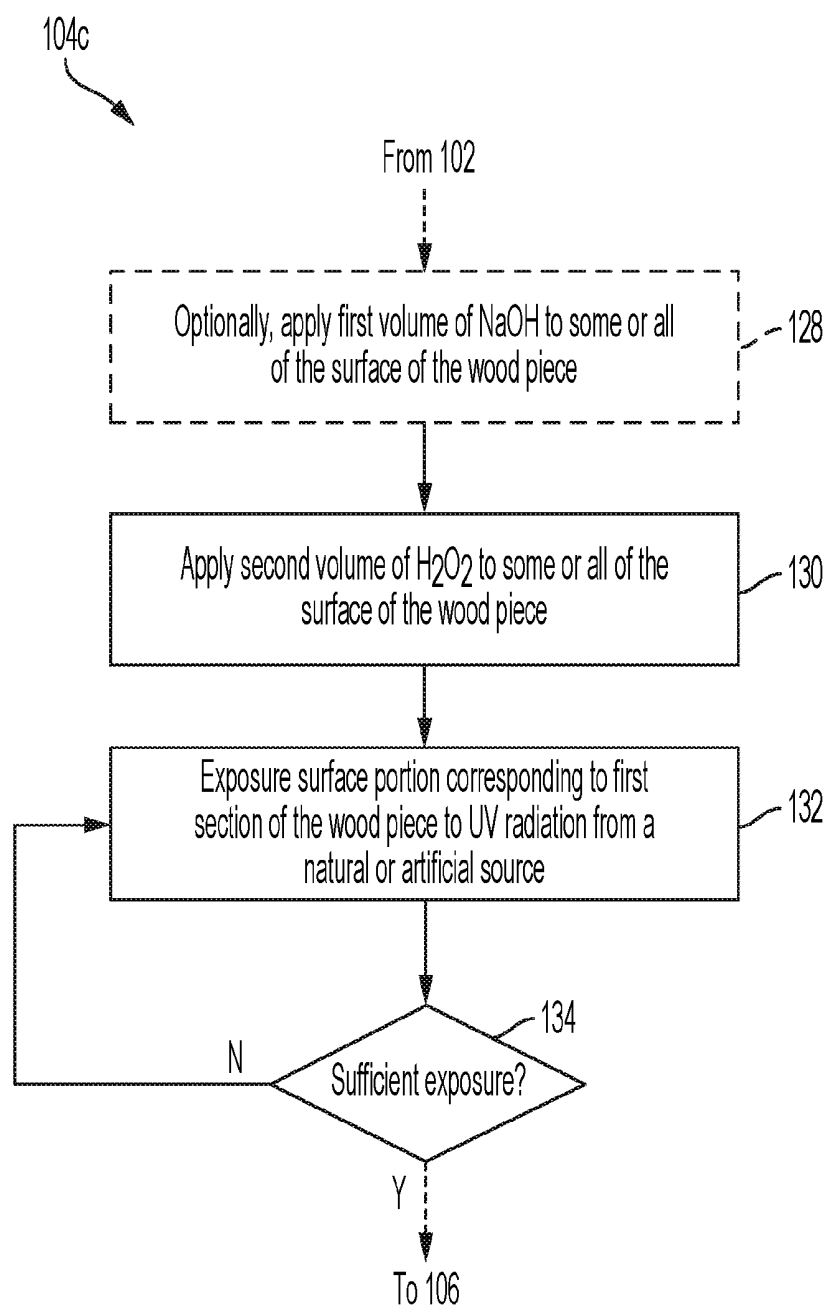 104c
From 102
Optionally, apply first volume of NaOH to some or all
of the surface of the wood piece
128
Apply second volume of H2O2 to some or all of the
surface of the wood piece
130
Exposure surface portion corresponding to first
section of the wood piece to UV radiation from a
natural or artificial source
132
134
Sufficient exposure?
N
Y
To 106